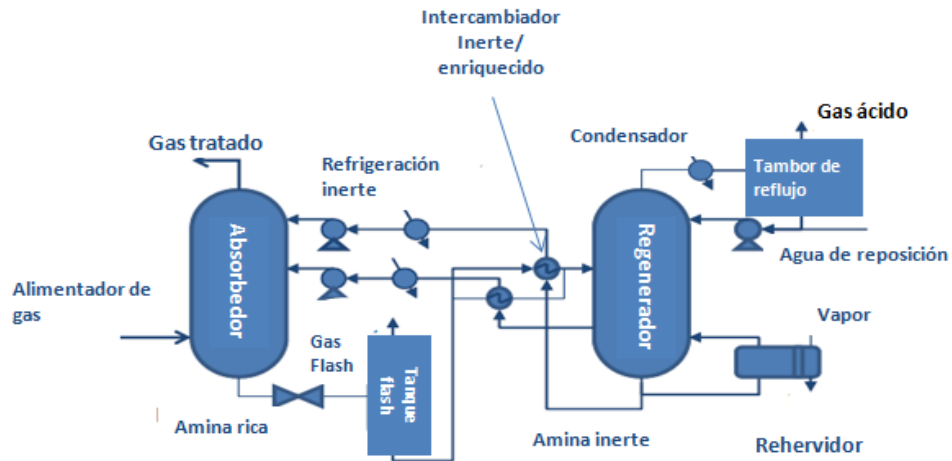 Intercambiador
Inerte/
enriquecido
Gas ácido
Condensador
Gas tratado
Tambor de
reflujo
Refrigeración
inerte
Absorbedor
Regenerador
Agua de reposición
Alimentador de
gas
Vapor
Gas
Flash
Tanque
flash
Amina rica
Amina inerte
Rehervidor